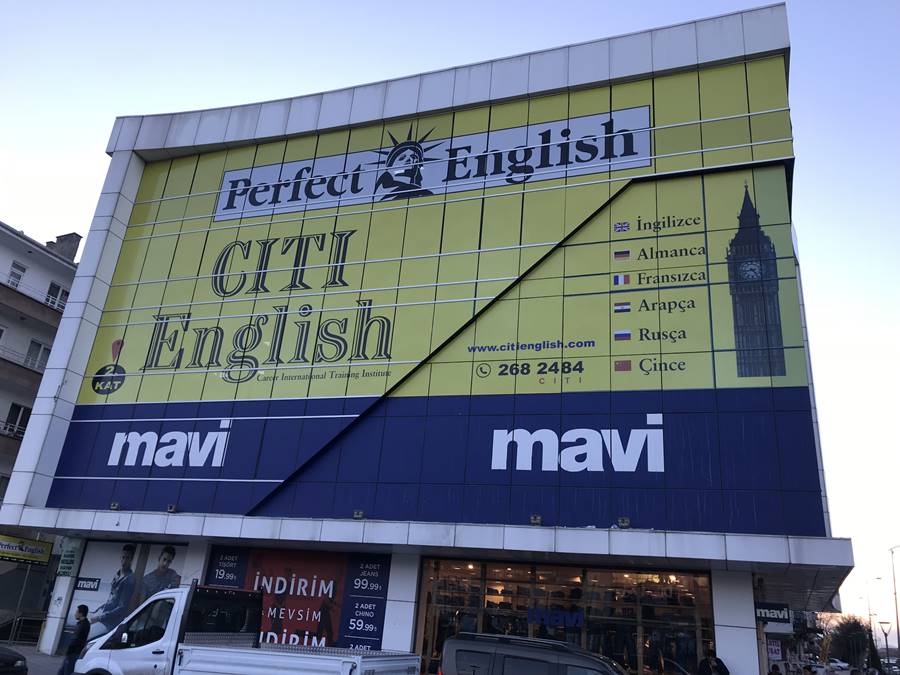 Perfect English
CITI
English
Career International Training Institute
2.
KAT
İngilizce
Almanca
Fransızca
Arapça
Rusça
Çince
www.citienglish.com
268 2484
CITI
mavi
mavi
Perfect English
mavi
2 ADET
TİŞÖRT
19.99₺
İNDİRİM
MEVSİM
İNDİRİM
2 ADET
JEANS
99.99₺
2 ADET
CHINO
59.99₺
2 ADET
mavi
mavi